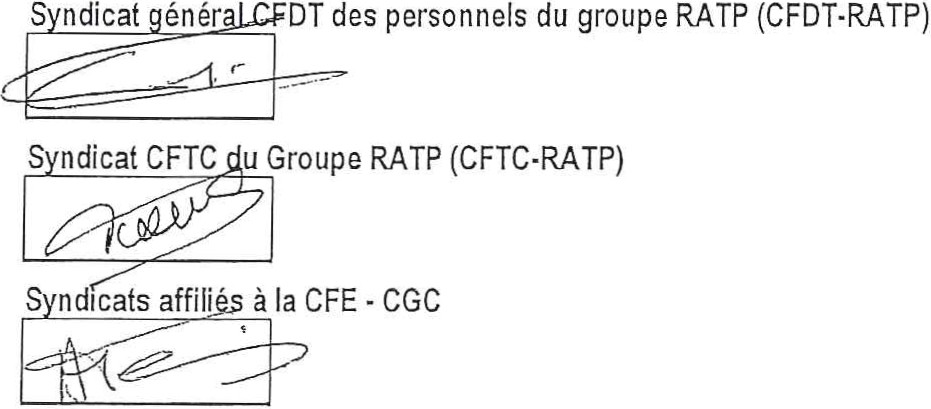 Syndicat général CFDT des personnels du groupe RATP (CFDT-RATP)
Syndicat CFTC du Groupe RATP (CFTC-RATP)
Syndicats affiliés à la CFE - CGC